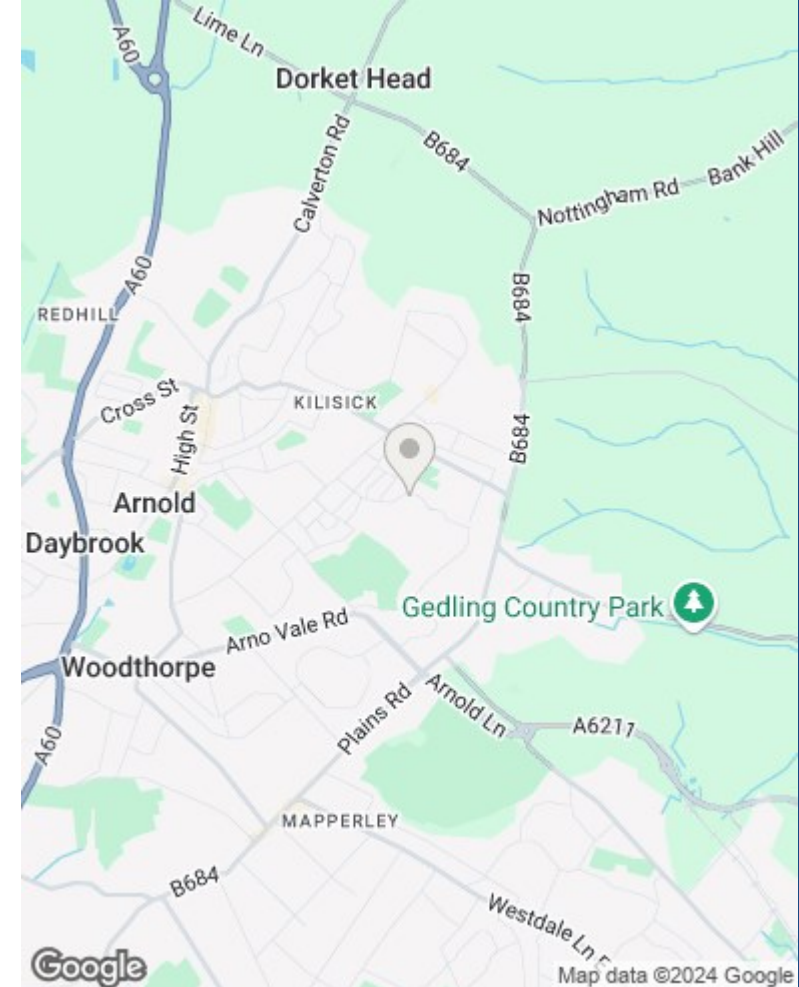 A60
Lime Ln
Dorket Head
Calverton Rd
B684
Nottingham Rd
Bank Hill
A60
B684
REDHILL
Cross St
High St
KILISICK
B684
Arnold
Daybrook
Gedling Country Park
Arno Vale Rd
Woodthorpe
Plains Rd
Arnold Ln
A6211
A60
MAPPERLEY
B684
Westdale Ln E
Google
Map data ©2024 Google